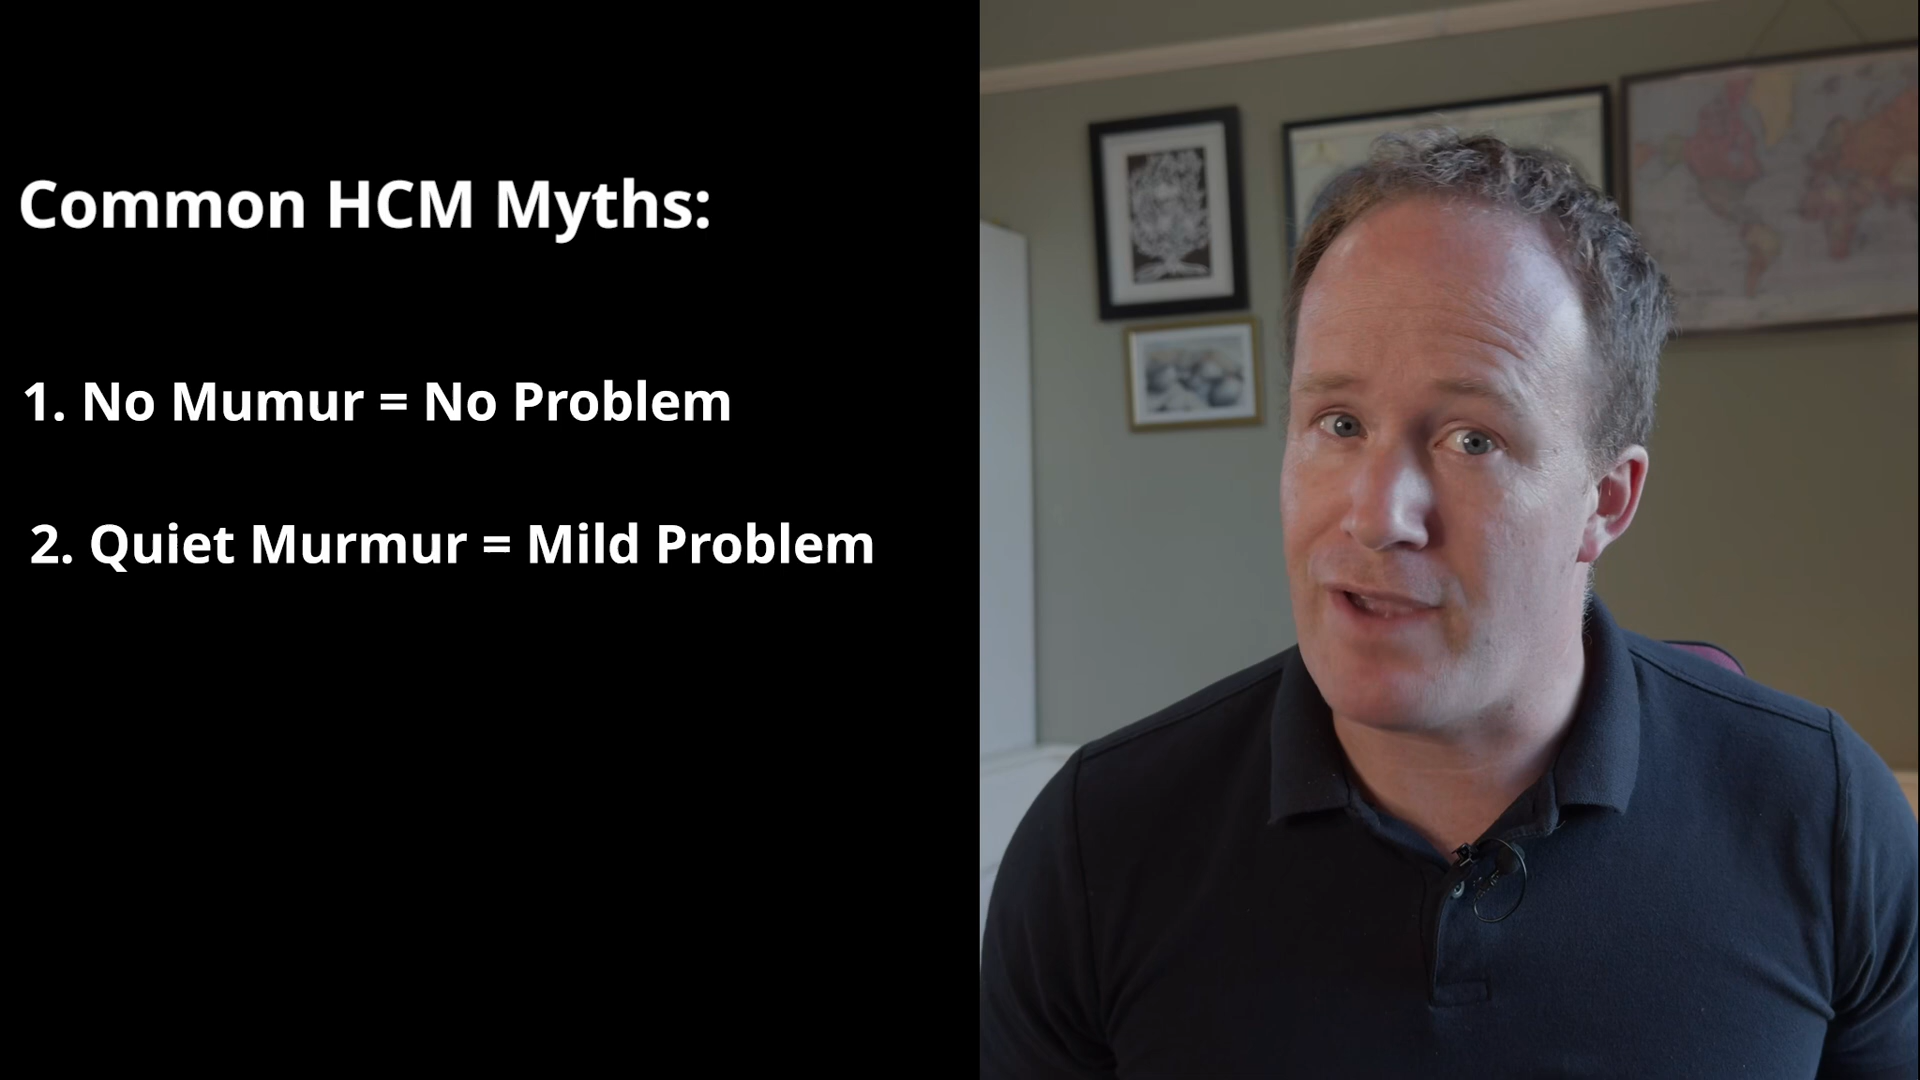 Common HCM Myths:
1. No Mumur = No Problem
2. Quiet Murmur = Mild Problem